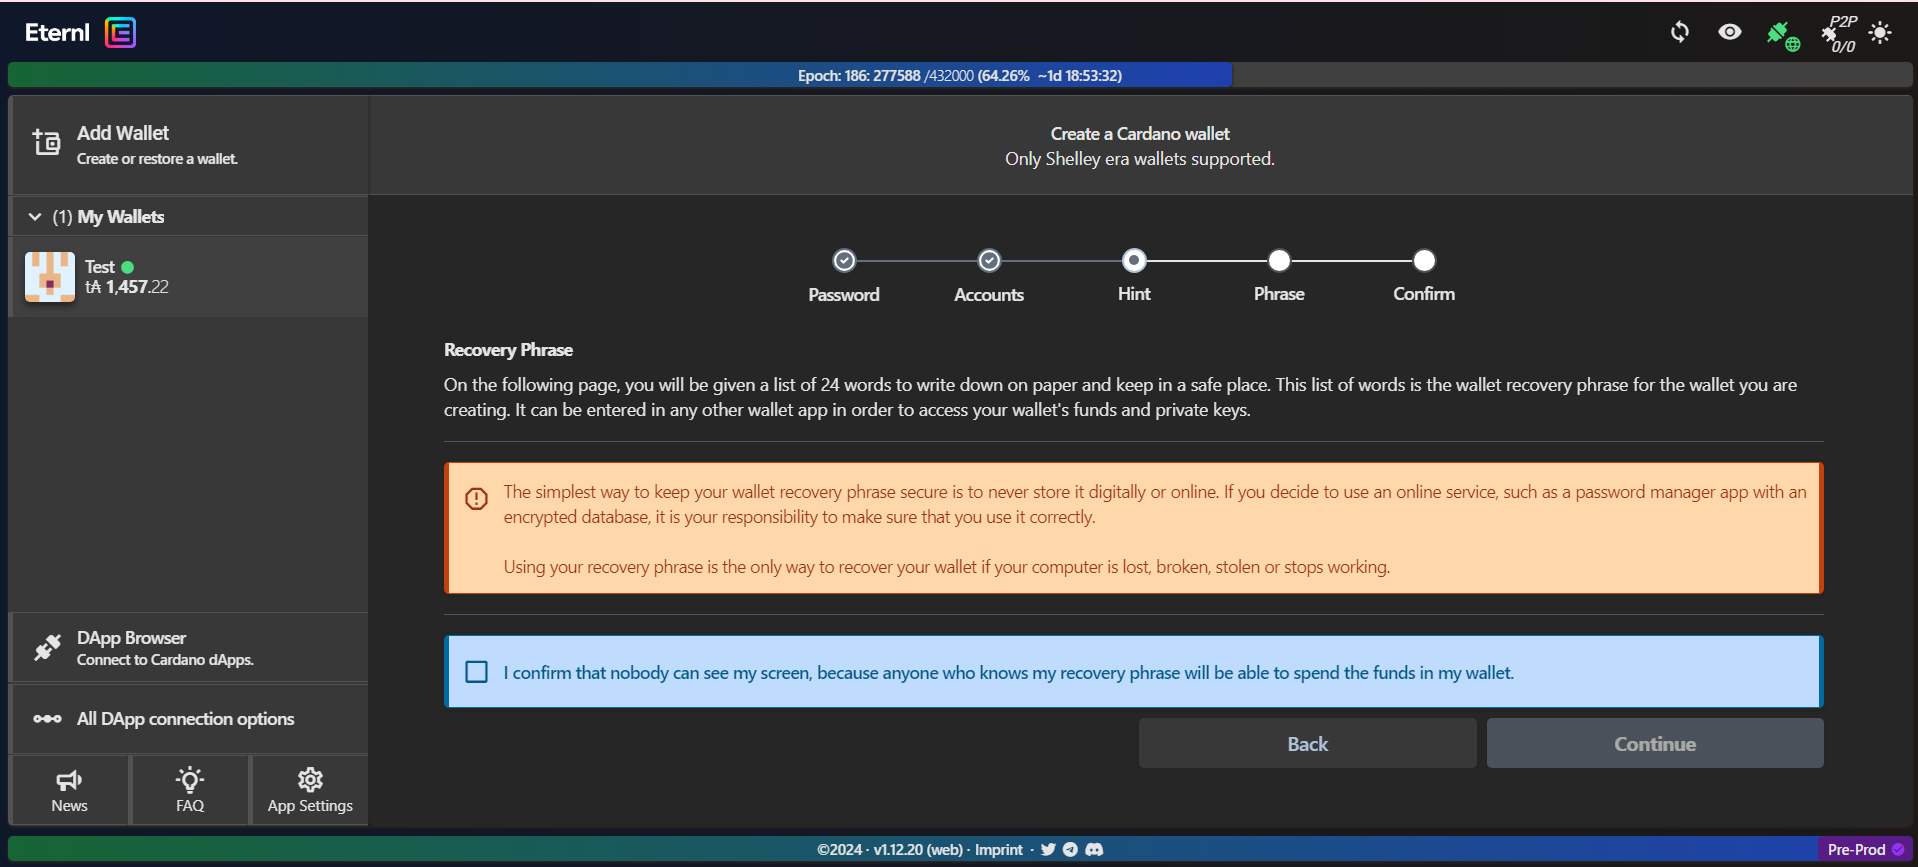 Eternl
P2P
0/0
Epoch: 186: 277588 /432000 (64.26% ~1d 18:53:32)
Add Wallet
Create or restore a wallet.
(1) My Wallets
Test
t₳ 1,457.22
DApp Browser
Connect to Cardano dApps.
All DApp connection options
News
FAQ
App Settings
Create a Cardano wallet
Only Shelley era wallets supported.
Password
Accounts
Hint
Phrase
Confirm
Recovery Phrase
On the following page, you will be given a list of 24 words to write down on paper and keep in a safe place. This list of words is the wallet recovery phrase for the wallet you are
creating. It can be entered in any other wallet app in order to access your wallet's funds and private keys.
The simplest way to keep your wallet recovery phrase secure is to never store it digitally or online. If you decide to use an online service, such as a password manager app with an
encrypted database, it is your responsibility to make sure that you use it correctly.
Using your recovery phrase is the only way to recover your wallet if your computer is lost, broken, stolen or stops working.
I confirm that nobody can see my screen, because anyone who knows my recovery phrase will be able to spend the funds in my wallet.
Back
Continue
©2024 · v1.12.20 (web) · Imprint ·
Pre-Prod